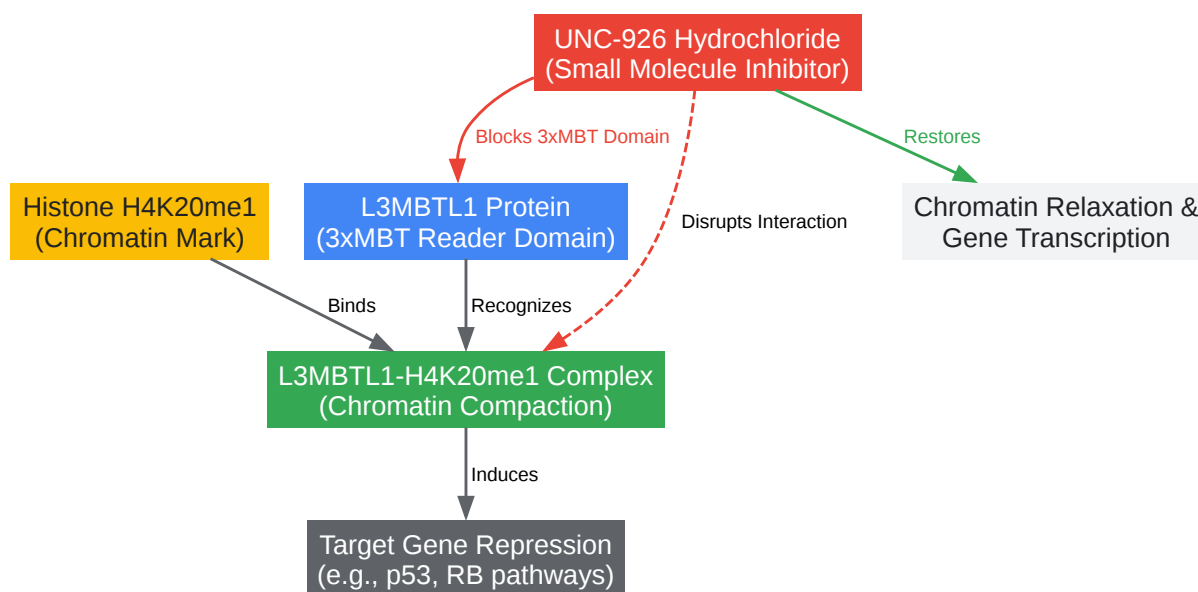 UNC-926 Hydrochloride
(Small Molecule Inhibitor)
Blocks 3xMBT Domain
Restores
Histone H4K20me1
(Chromatin Mark)
L3MBTL1 Protein
(3xMBT Reader Domain)
Disrupts Interaction
Chromatin Relaxation &
Gene Transcription
Binds
Recognizes
L3MBTL1-H4K20me1 Complex
(Chromatin Compaction)
Induces
Target Gene Repression
(e.g., p53, RB pathways)